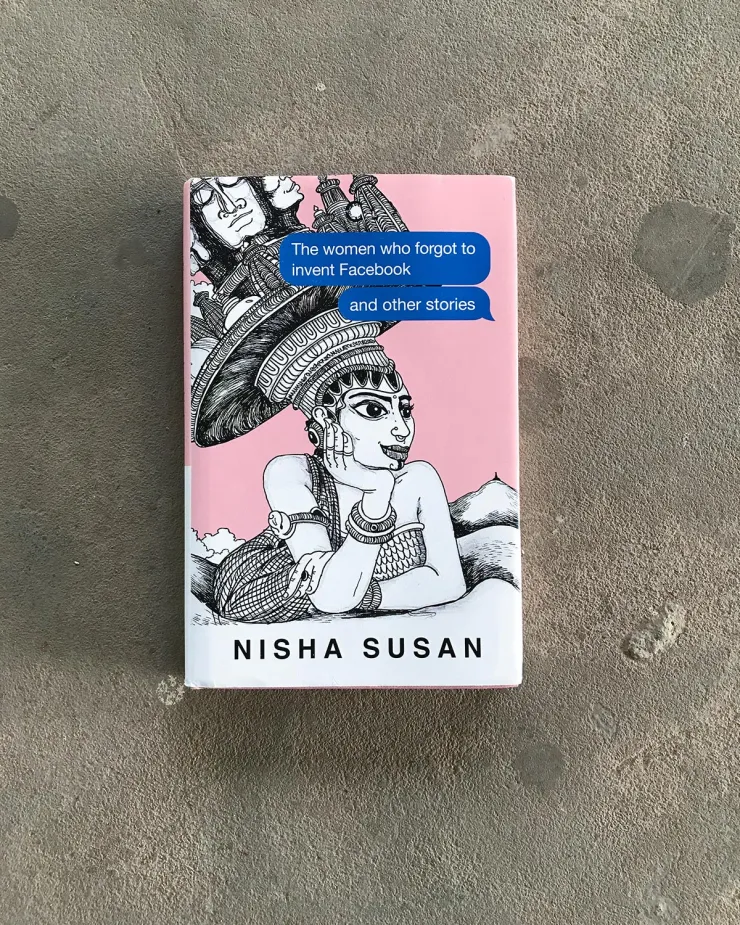 The women who forgot to
invent Facebook
and other stories
NISHA SUSAN